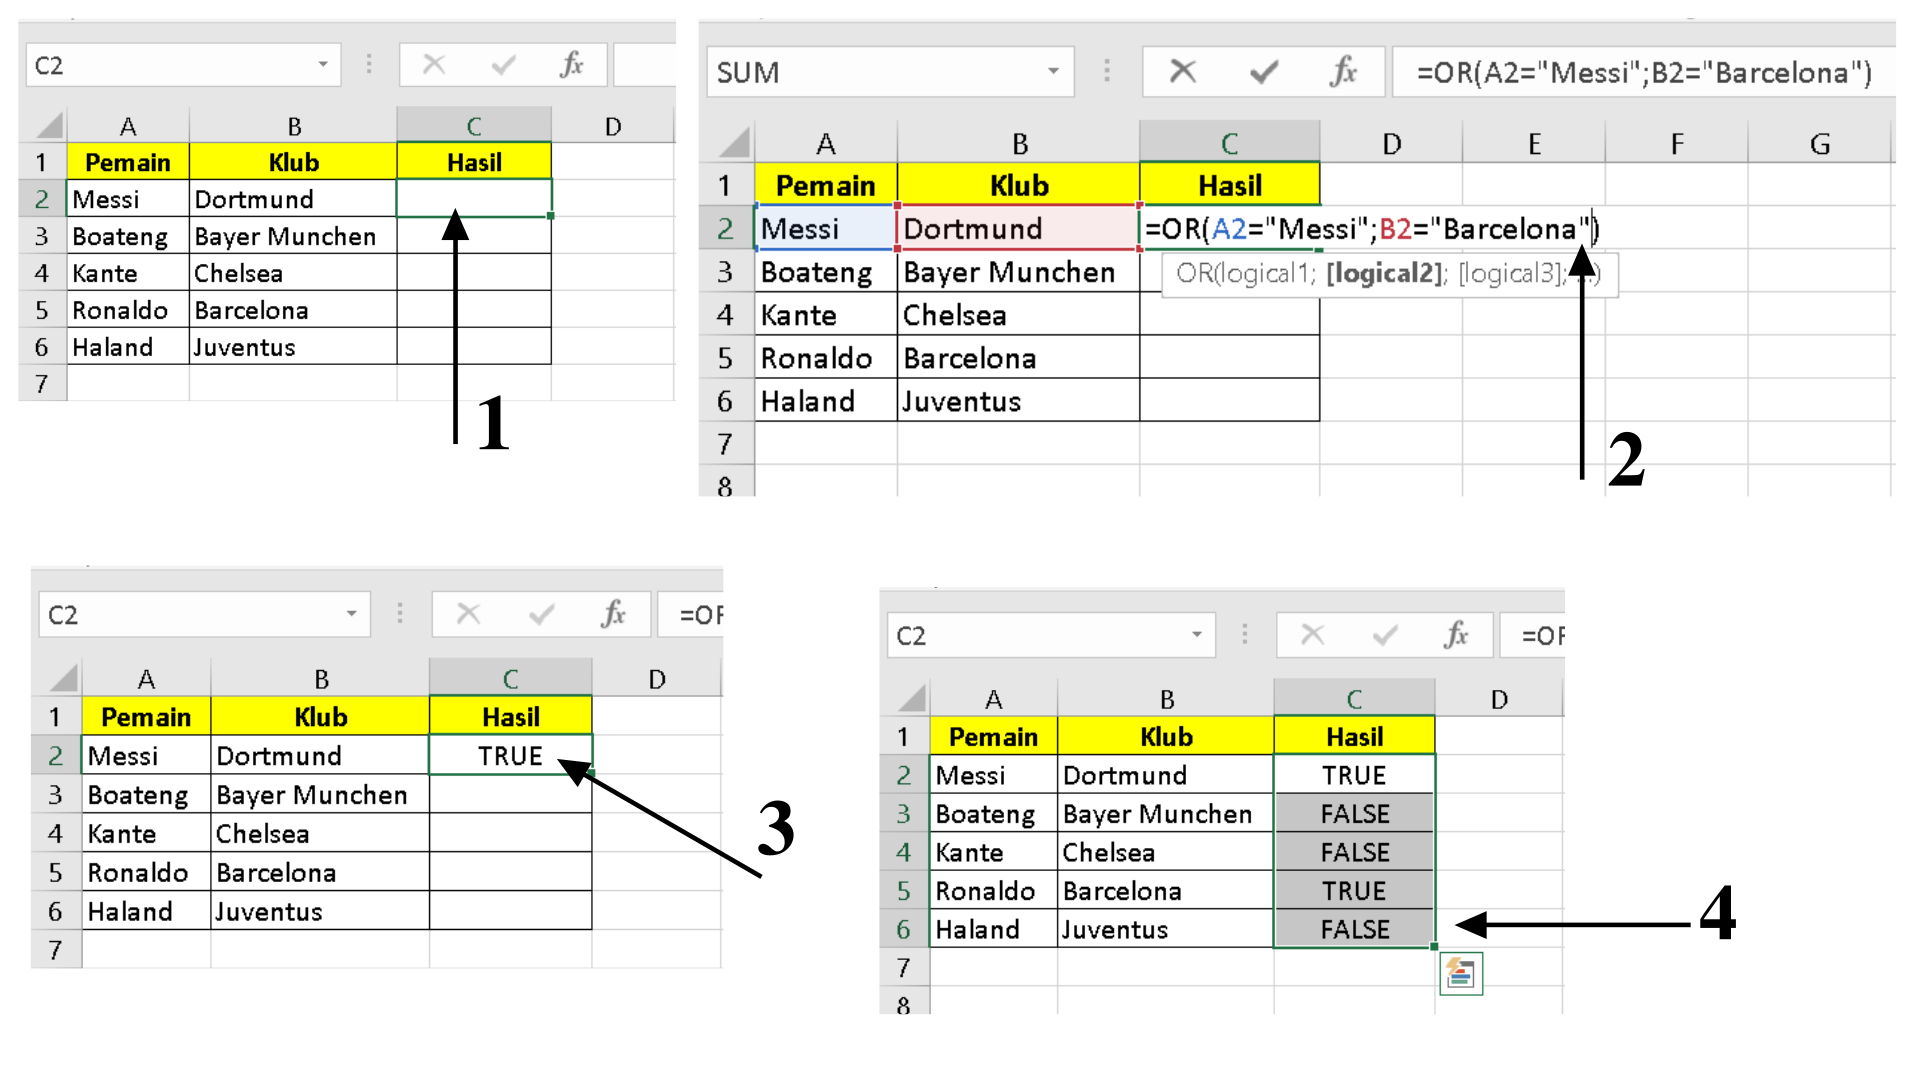 C2 fx
A B C D
1 Pemain Klub Hasil
2 Messi Dortmund
3 Boateng Bayer Munchen
4 Kante Chelsea
5 Ronaldo Barcelona
6 Haland Juventus
7
1
SUM fx =OR(A2="Messi";B2="Barcelona")
A B C D E F G
1 Pemain Klub Hasil
2 Messi Dortmund =OR(A2="Messi";B2="Barcelona")
OR(logical1; [logical2]; [logical3]; ...)
3 Boateng Bayer Munchen
4 Kante Chelsea
5 Ronaldo Barcelona
6 Haland Juventus
7
8
2
C2 fx =OF
A B C D
1 Pemain Klub Hasil
2 Messi Dortmund TRUE
3 Boateng Bayer Munchen
4 Kante Chelsea
5 Ronaldo Barcelona
6 Haland Juventus
7
3
C2 fx =OF
A B C D
1 Pemain Klub Hasil
2 Messi Dortmund TRUE
3 Boateng Bayer Munchen FALSE
4 Kante Chelsea FALSE
5 Ronaldo Barcelona TRUE
6 Haland Juventus FALSE
7
8
4